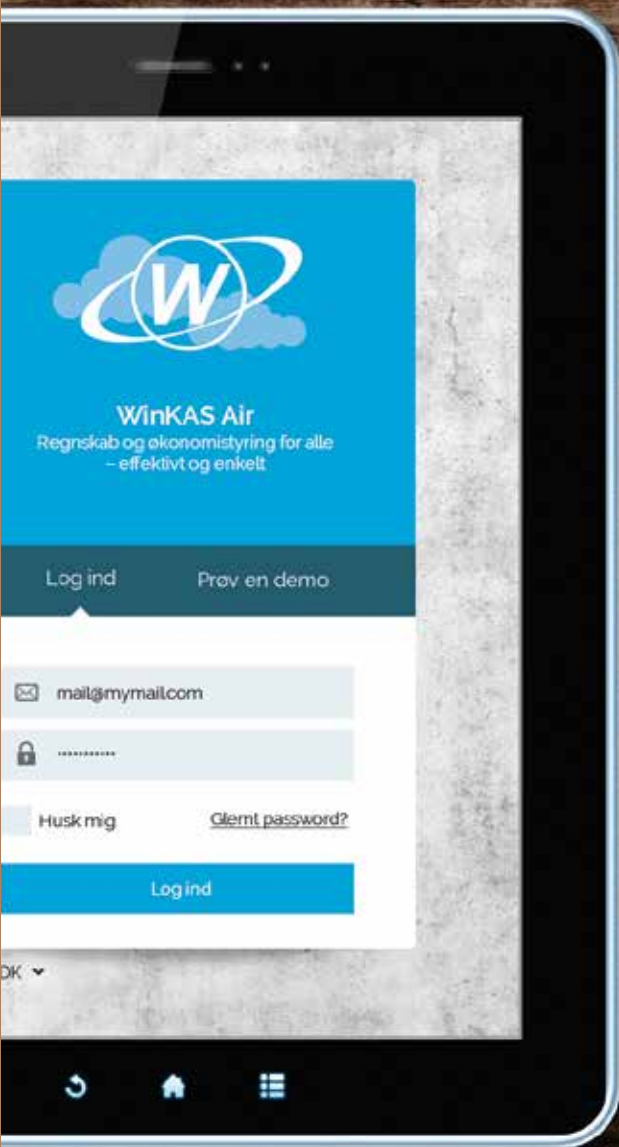 W
WinKAS Air
Regnskab og økonomistyring for alle
– effektivt og enkelt
Log ind
Prøv en demo
mail@mymail.com
Husk mig
Glemt password?
Log ind
DK